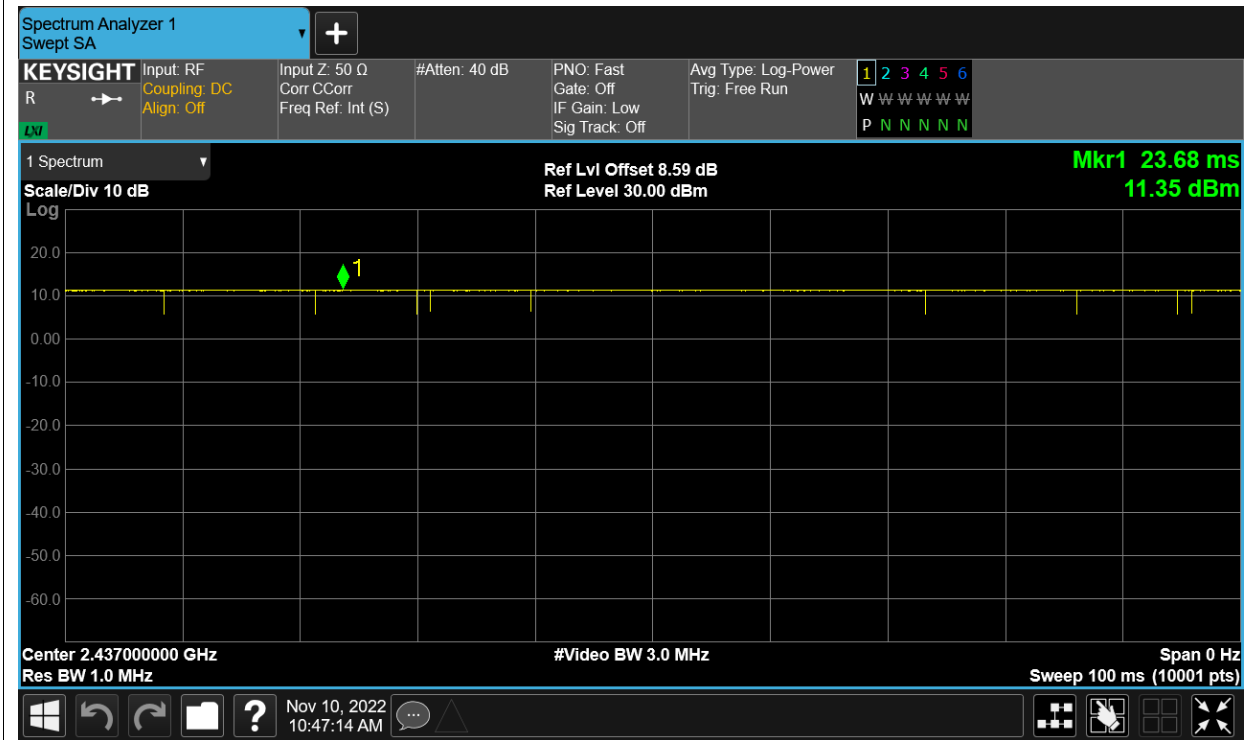 Spectrum Analyzer 1
Swept SA
+
KEYSIGHT
R
LXI
Input: RF
Coupling: DC
Align: Off
Input Z: 50 Ω
Corr CCorr
Freq Ref: Int (S)
#Atten: 40 dB
PNO: Fast
Gate: Off
IF Gain: Low
Sig Track: Off
Avg Type: Log-Power
Trig: Free Run
1 2 3 4 5 6
W W W W W W
P N N N N N
1 Spectrum
Scale/Div 10 dB
Log
Ref Lvl Offset 8.59 dB
Ref Level 30.00 dBm
Mkr1 23.68 ms
11.35 dBm
1
20.0
10.0
0.00
-10.0
-20.0
-30.0
-40.0
-50.0
-60.0
Center 2.437000000 GHz
Res BW 1.0 MHz
#Video BW 3.0 MHz
Span 0 Hz
Sweep 100 ms (10001 pts)
?
Nov 10, 2022
10:47:14 AM